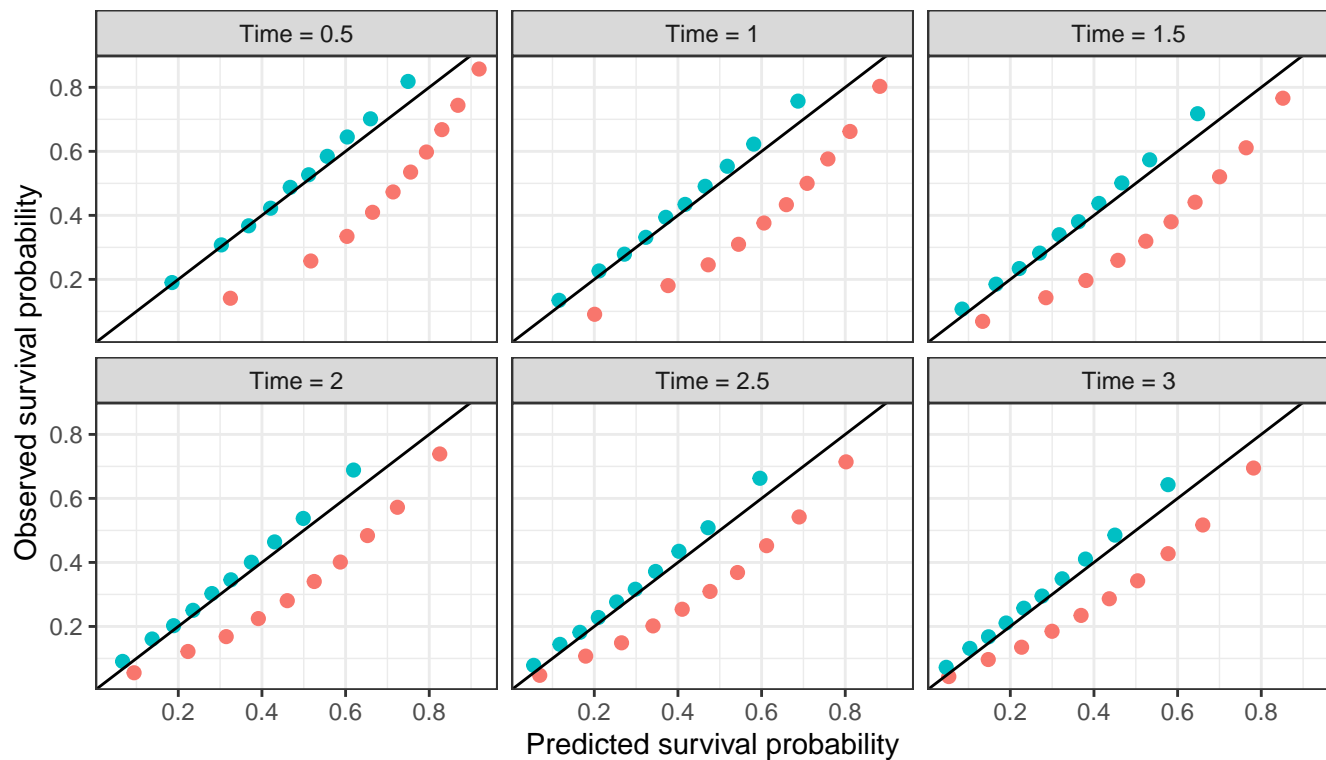 Time = 0.5
Time = 1
Time = 1.5
0.8
0.6
0.4
0.2
Time = 2
Time = 2.5
Time = 3
0.8
0.6
0.4
0.2
0.2 0.4 0.6 0.8
0.2 0.4 0.6 0.8
0.2 0.4 0.6 0.8
Predicted survival probability
Observed survival probability